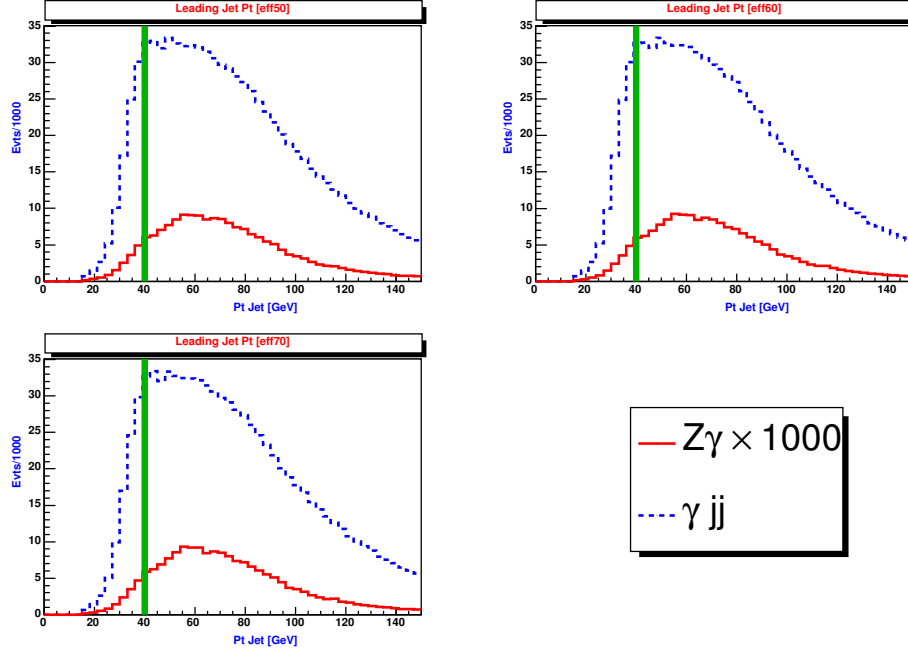 Leading Jet Pt [eff50]
Evts/1000
35
30
25
20
15
10
5
0
0 20 40 60 80 100 120 140
Pt Jet [GeV]
Leading Jet Pt [eff60]
Evts/1000
35
30
25
20
15
10
5
0
0 20 40 60 80 100 120 140
Pt Jet [GeV]
Leading Jet Pt [eff70]
Evts/1000
35
30
25
20
15
10
5
0
0 20 40 60 80 100 120 140
Pt Jet [GeV]
Zγ × 1000
γ jj